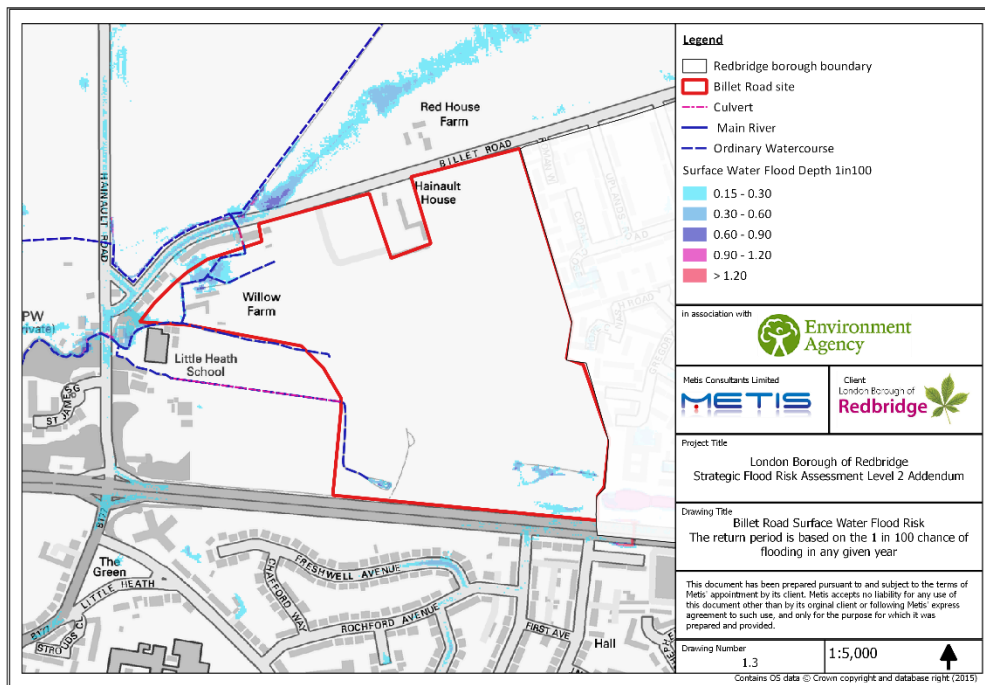 HAINAULT ROAD
Red House
Farm
BILLET ROAD
Hainault
House
Willow
Farm
PW
Little Heath
School
ST JAMES
B177
The
Green
LITTLE HEATH
B177
CHAFFORD WAY
FRESHWELL AVENUE
ROCHFORD AVENUE
FIRST AVE
Hall
Legend
Redbridge borough boundary
Billet Road site
Culvert
Main River
Ordinary Watercourse
Surface Water Flood Depth 1in100
0.15 - 0.30
0.30 - 0.60
0.60 - 0.90
0.90 - 1.20
> 1.20
in association with
Environment
Agency
Metis Consultants Limited
METIS
Client
London Borough of
Redbridge
Project Title
London Borough of Redbridge
Strategic Flood Risk Assessment Level 2 Addendum
Drawing Title
Billet Road Surface Water Flood Risk
The return period is based on the 1 in 100 chance of
flooding in any given year
This document has been prepared pursuant to and subject to the terms of
Metis' appointment by its client. Metis accepts no liability for any use of
this document other than by its orginal client or following Metis' express
agreement to such use, and only for the purpose for which it was
prepared and provided.
Drawing Number
1.3
1:5,000
Contains OS data © Crown copyright and database right (2015)